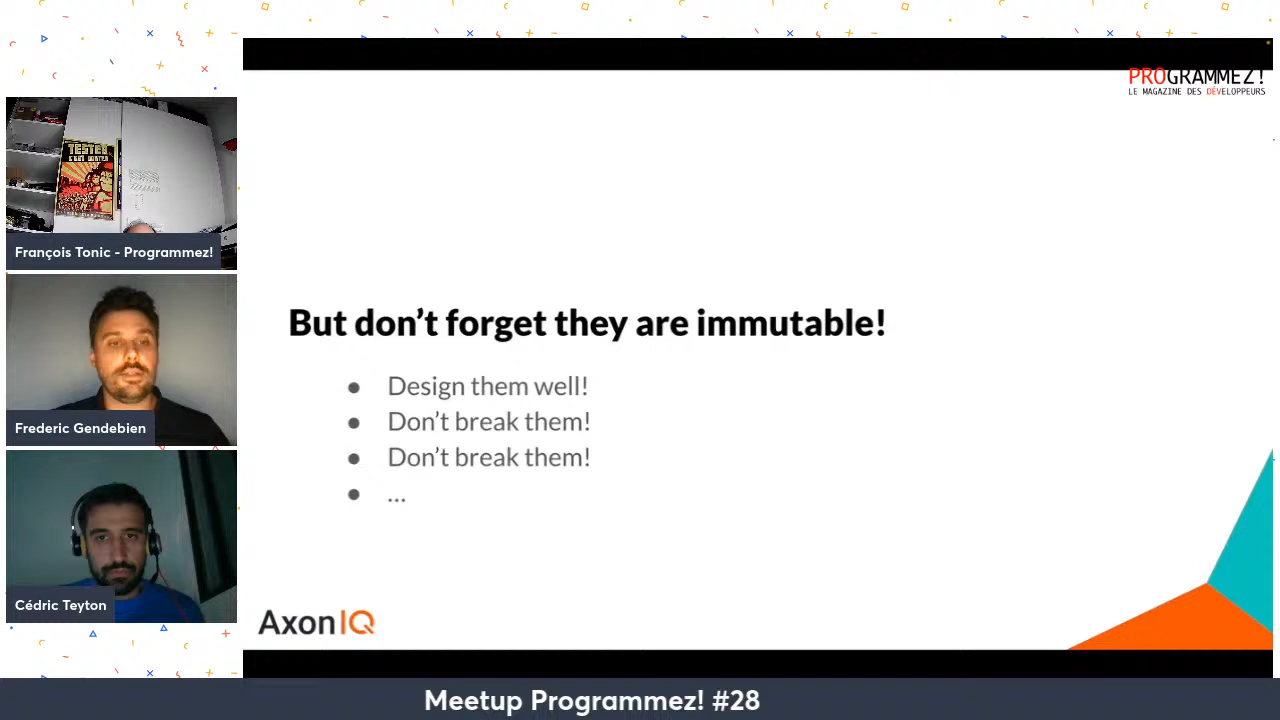 PROGRAMMEZ!
LE MAGAZINE DES DÉVELOPPEURS
TESTER
François Tonic - Programmez!
Frederic Gendebien
Cédric Teyton
But don’t forget they are immutable!
● Design them well!
● Don’t break them!
● Don’t break them!
● ...
AxonIQ
Meetup Programmez! #28